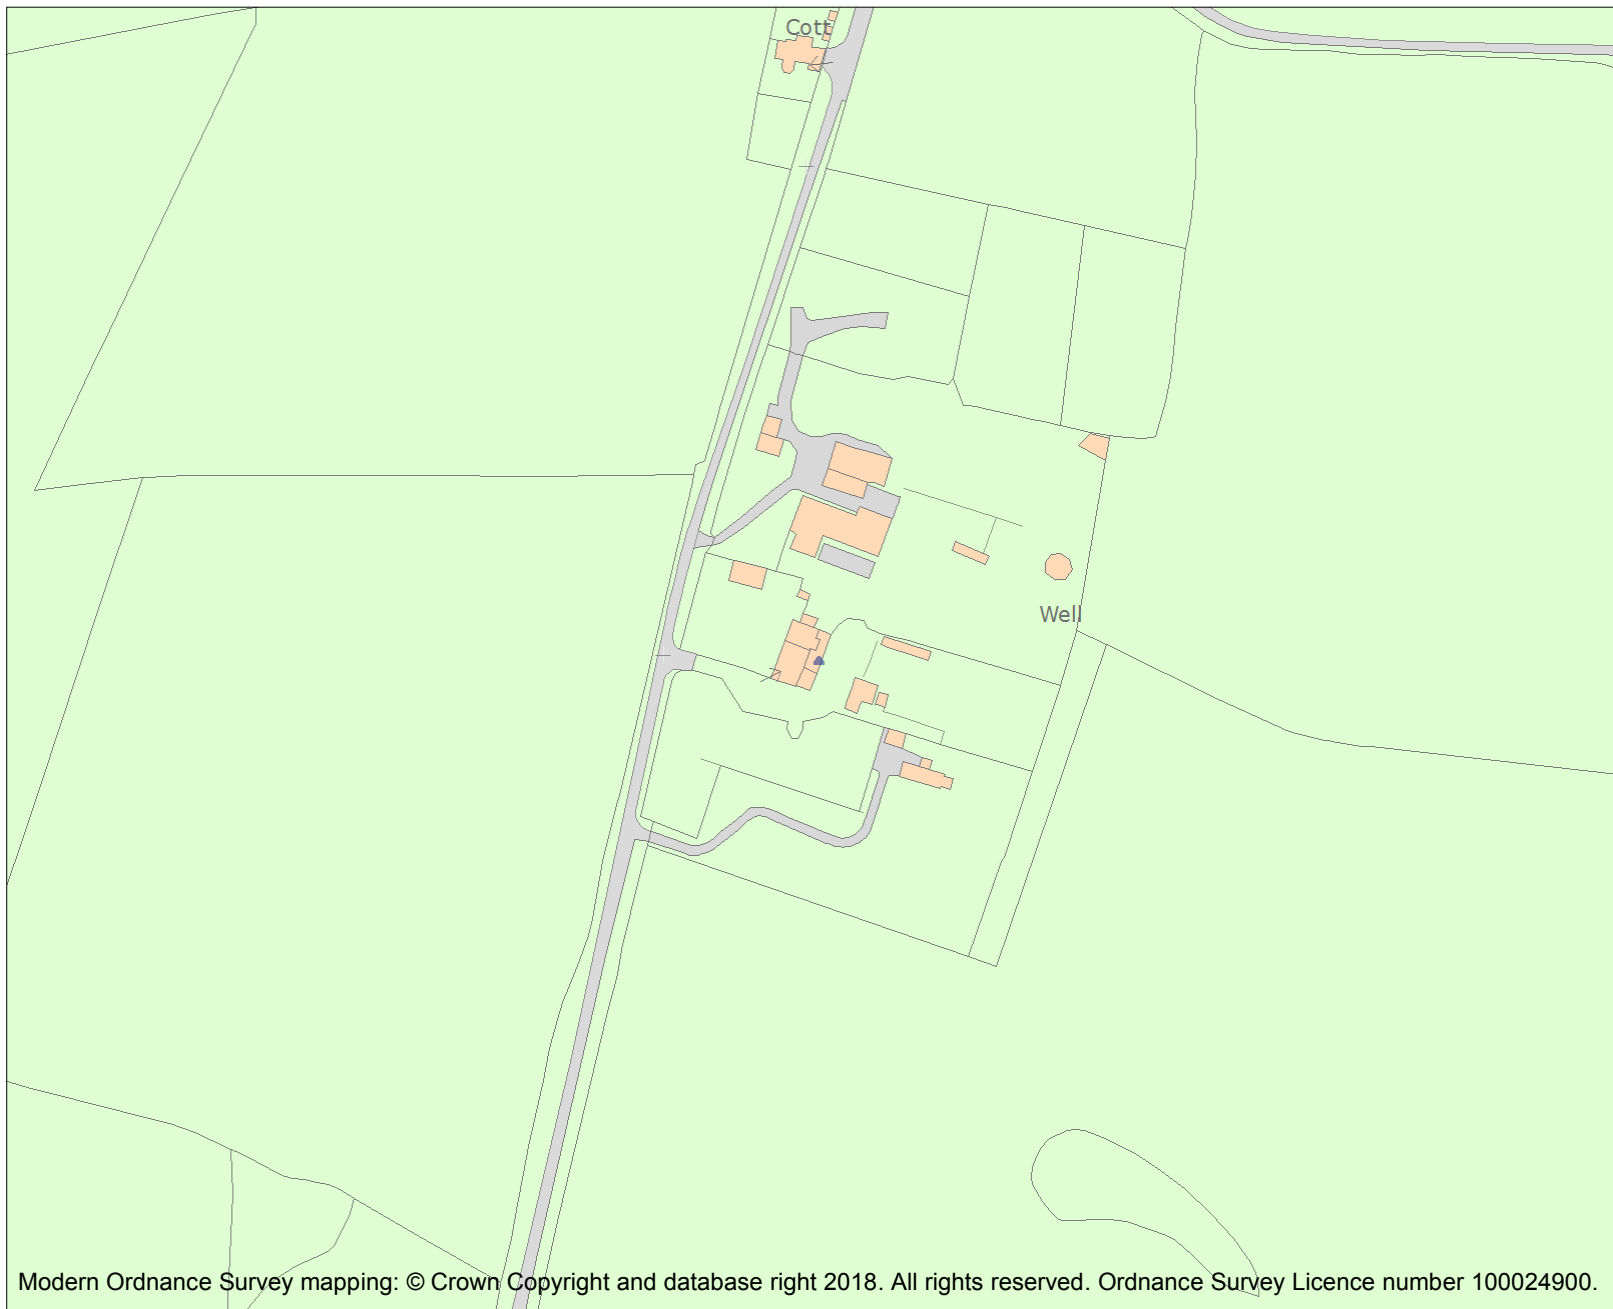 Cott
Well
Modern Ordnance Survey mapping: © Crown Copyright and database right 2018. All rights reserved. Ordnance Survey Licence number 100024900.